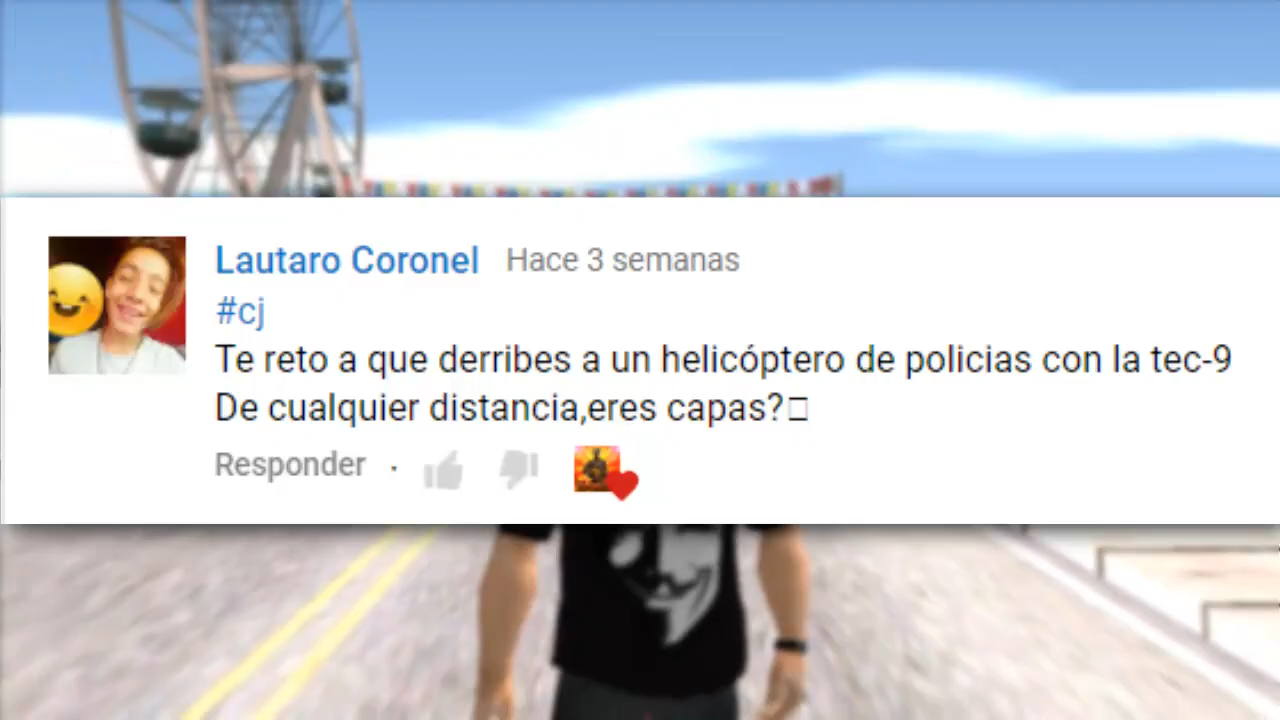 Lautaro Coronel Hace 3 semanas
#cj
Te reto a que derribes a un helicóptero de policias con la tec-9
De cualquier distancia,eres capas?
Responder ·